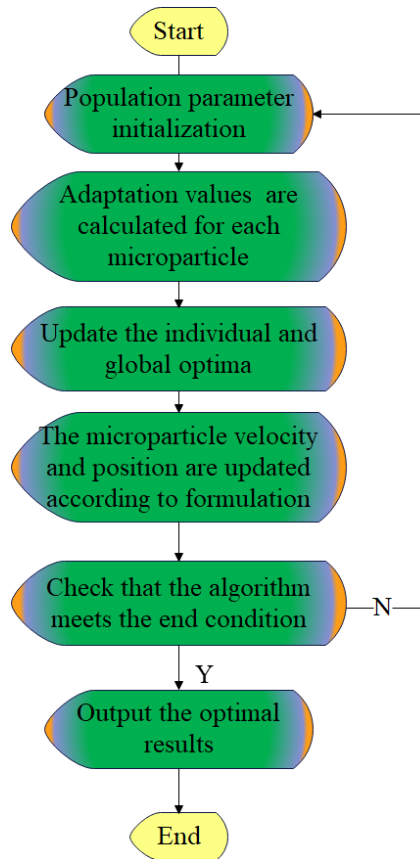 Start
Population parameter
initialization
Adaptation values are
calculated for each
microparticle
Update the individual and
global optima
The microparticle velocity
and position are updated
according to formulation
Check that the algorithm
meets the end condition
N
Y
Output the optimal
results
End